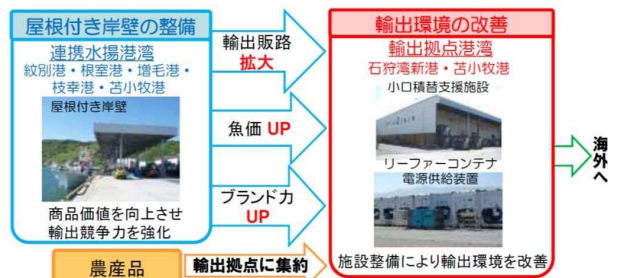 屋根付き岸壁の整備
連携水揚港湾
紋別港・根室港・増毛港・
枝幸港・苫小牧港
屋根付き岸壁
商品価値を向上させ
輸出競争力を強化
農産品
輸出販路
拡大
魚価 UP
ブランド力
UP
輸出拠点に集約
輸出環境の改善
輸出拠点港湾
石狩湾新港・苫小牧港
小口積替支援施設
リーファーコンテナ
電源供給装置
施設整備により輸出環境を改善
海外へ